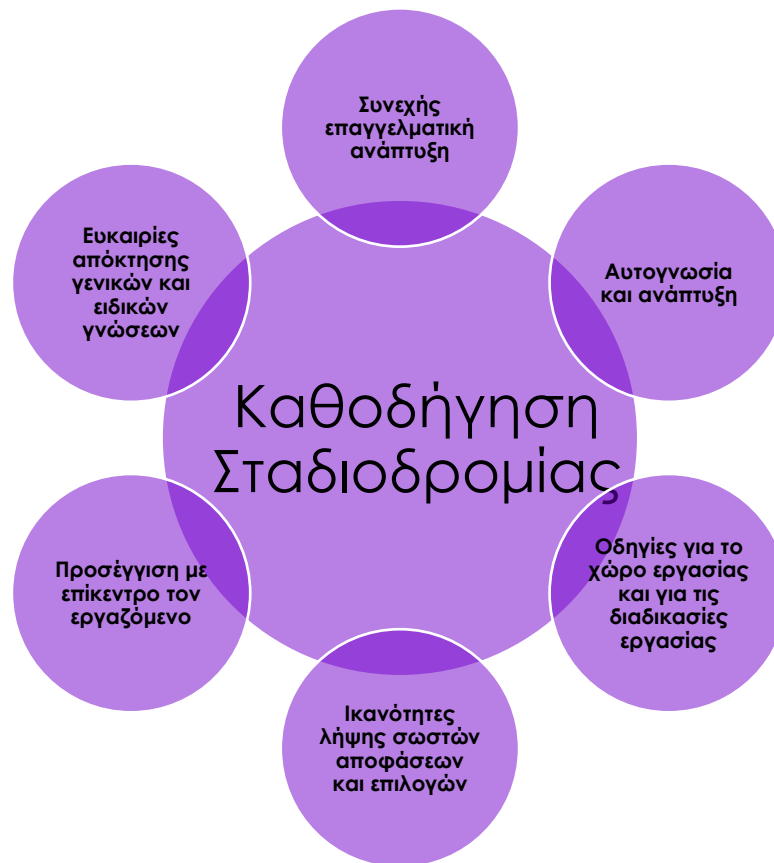 Συνεχής
επαγγελματική
ανάπτυξη
Ευκαιρίες
απόκτησης
γενικών και
ειδικών
γνώσεων
Αυτογνωσία
και ανάπτυξη
Καθοδήγηση
Σταδιοδρομίας
Προσέγγιση με
επίκεντρο τον
εργαζόμενο
Οδηγίες για το
χώρο εργασίας
και για τις
διαδικασίες
εργασίας
Ικανότητες
λήψης σωστών
αποφάσεων
και επιλογών